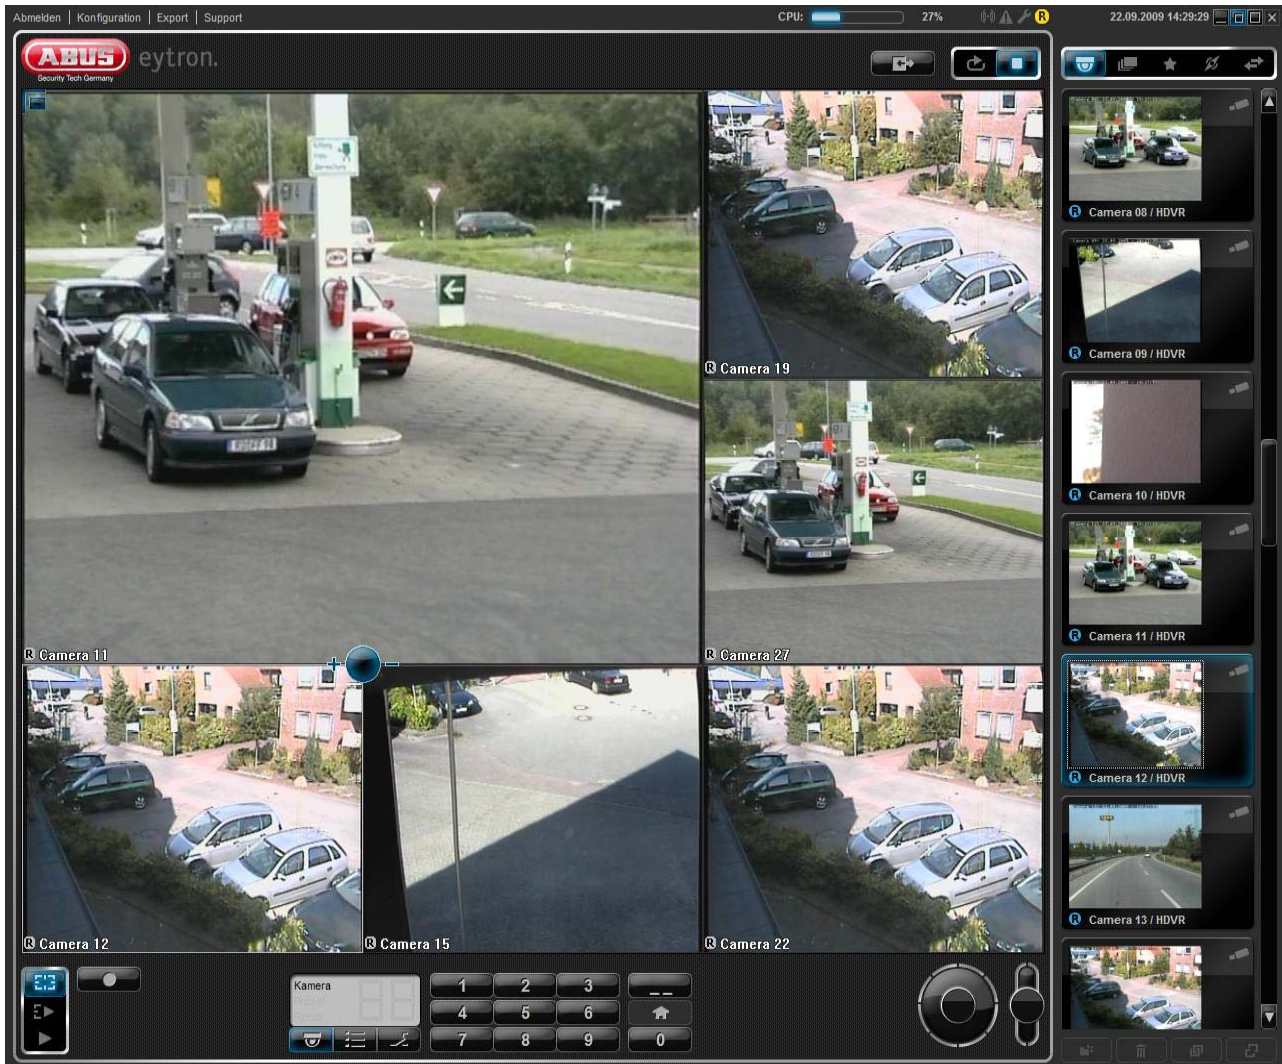 Abmelden | Konfiguration | Export | Support
CPU: 27% R 22.09.2009 14:29:29
ABUS eytron.
Security Tech Germany
R Camera 11
R Camera 19
R Camera 27
R Camera 12
R Camera 15
R Camera 22
R Camera 08 / HDVR
R Camera 09 / HDVR
R Camera 10 / HDVR
R Camera 11 / HDVR
R Camera 12 / HDVR
R Camera 13 / HDVR
Kamera
1 2 3 _ _
4 5 6
7 8 9 0